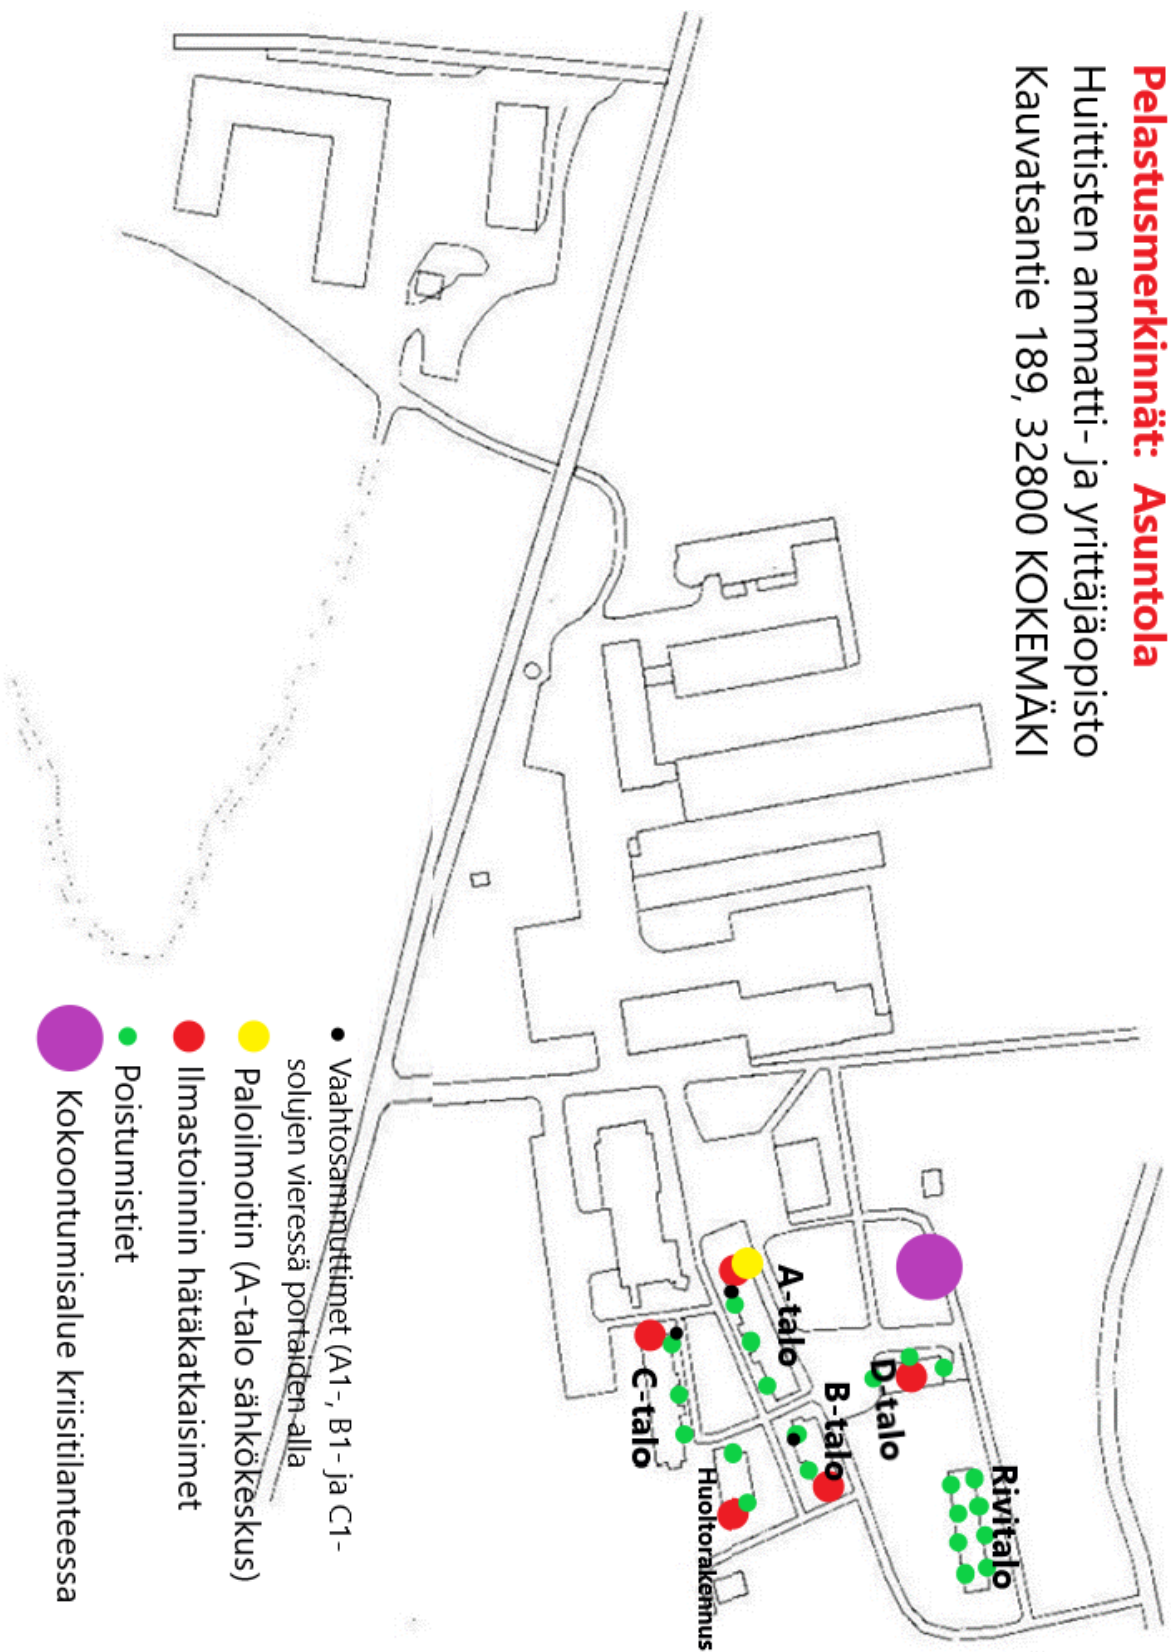 Pelastusmerkinnät: Asuntola
Huittisten ammatti- ja yrittäjäopisto
Kauvatsantie 189, 32800 KOKEMÄKI
Rivitalo
D-talo
B-talo
A-talo
Huoltorakennus
C-talo
Vaahtosammuttimet (A1-, B1- ja C1-
solujen vieressä portaiden alla
Paloilmoitin (A-talo sähkökeskus)
Ilmastoinnin hätäkatkaisimet
Poistumistiet
Kokoontumisalue kriisitilanteessa